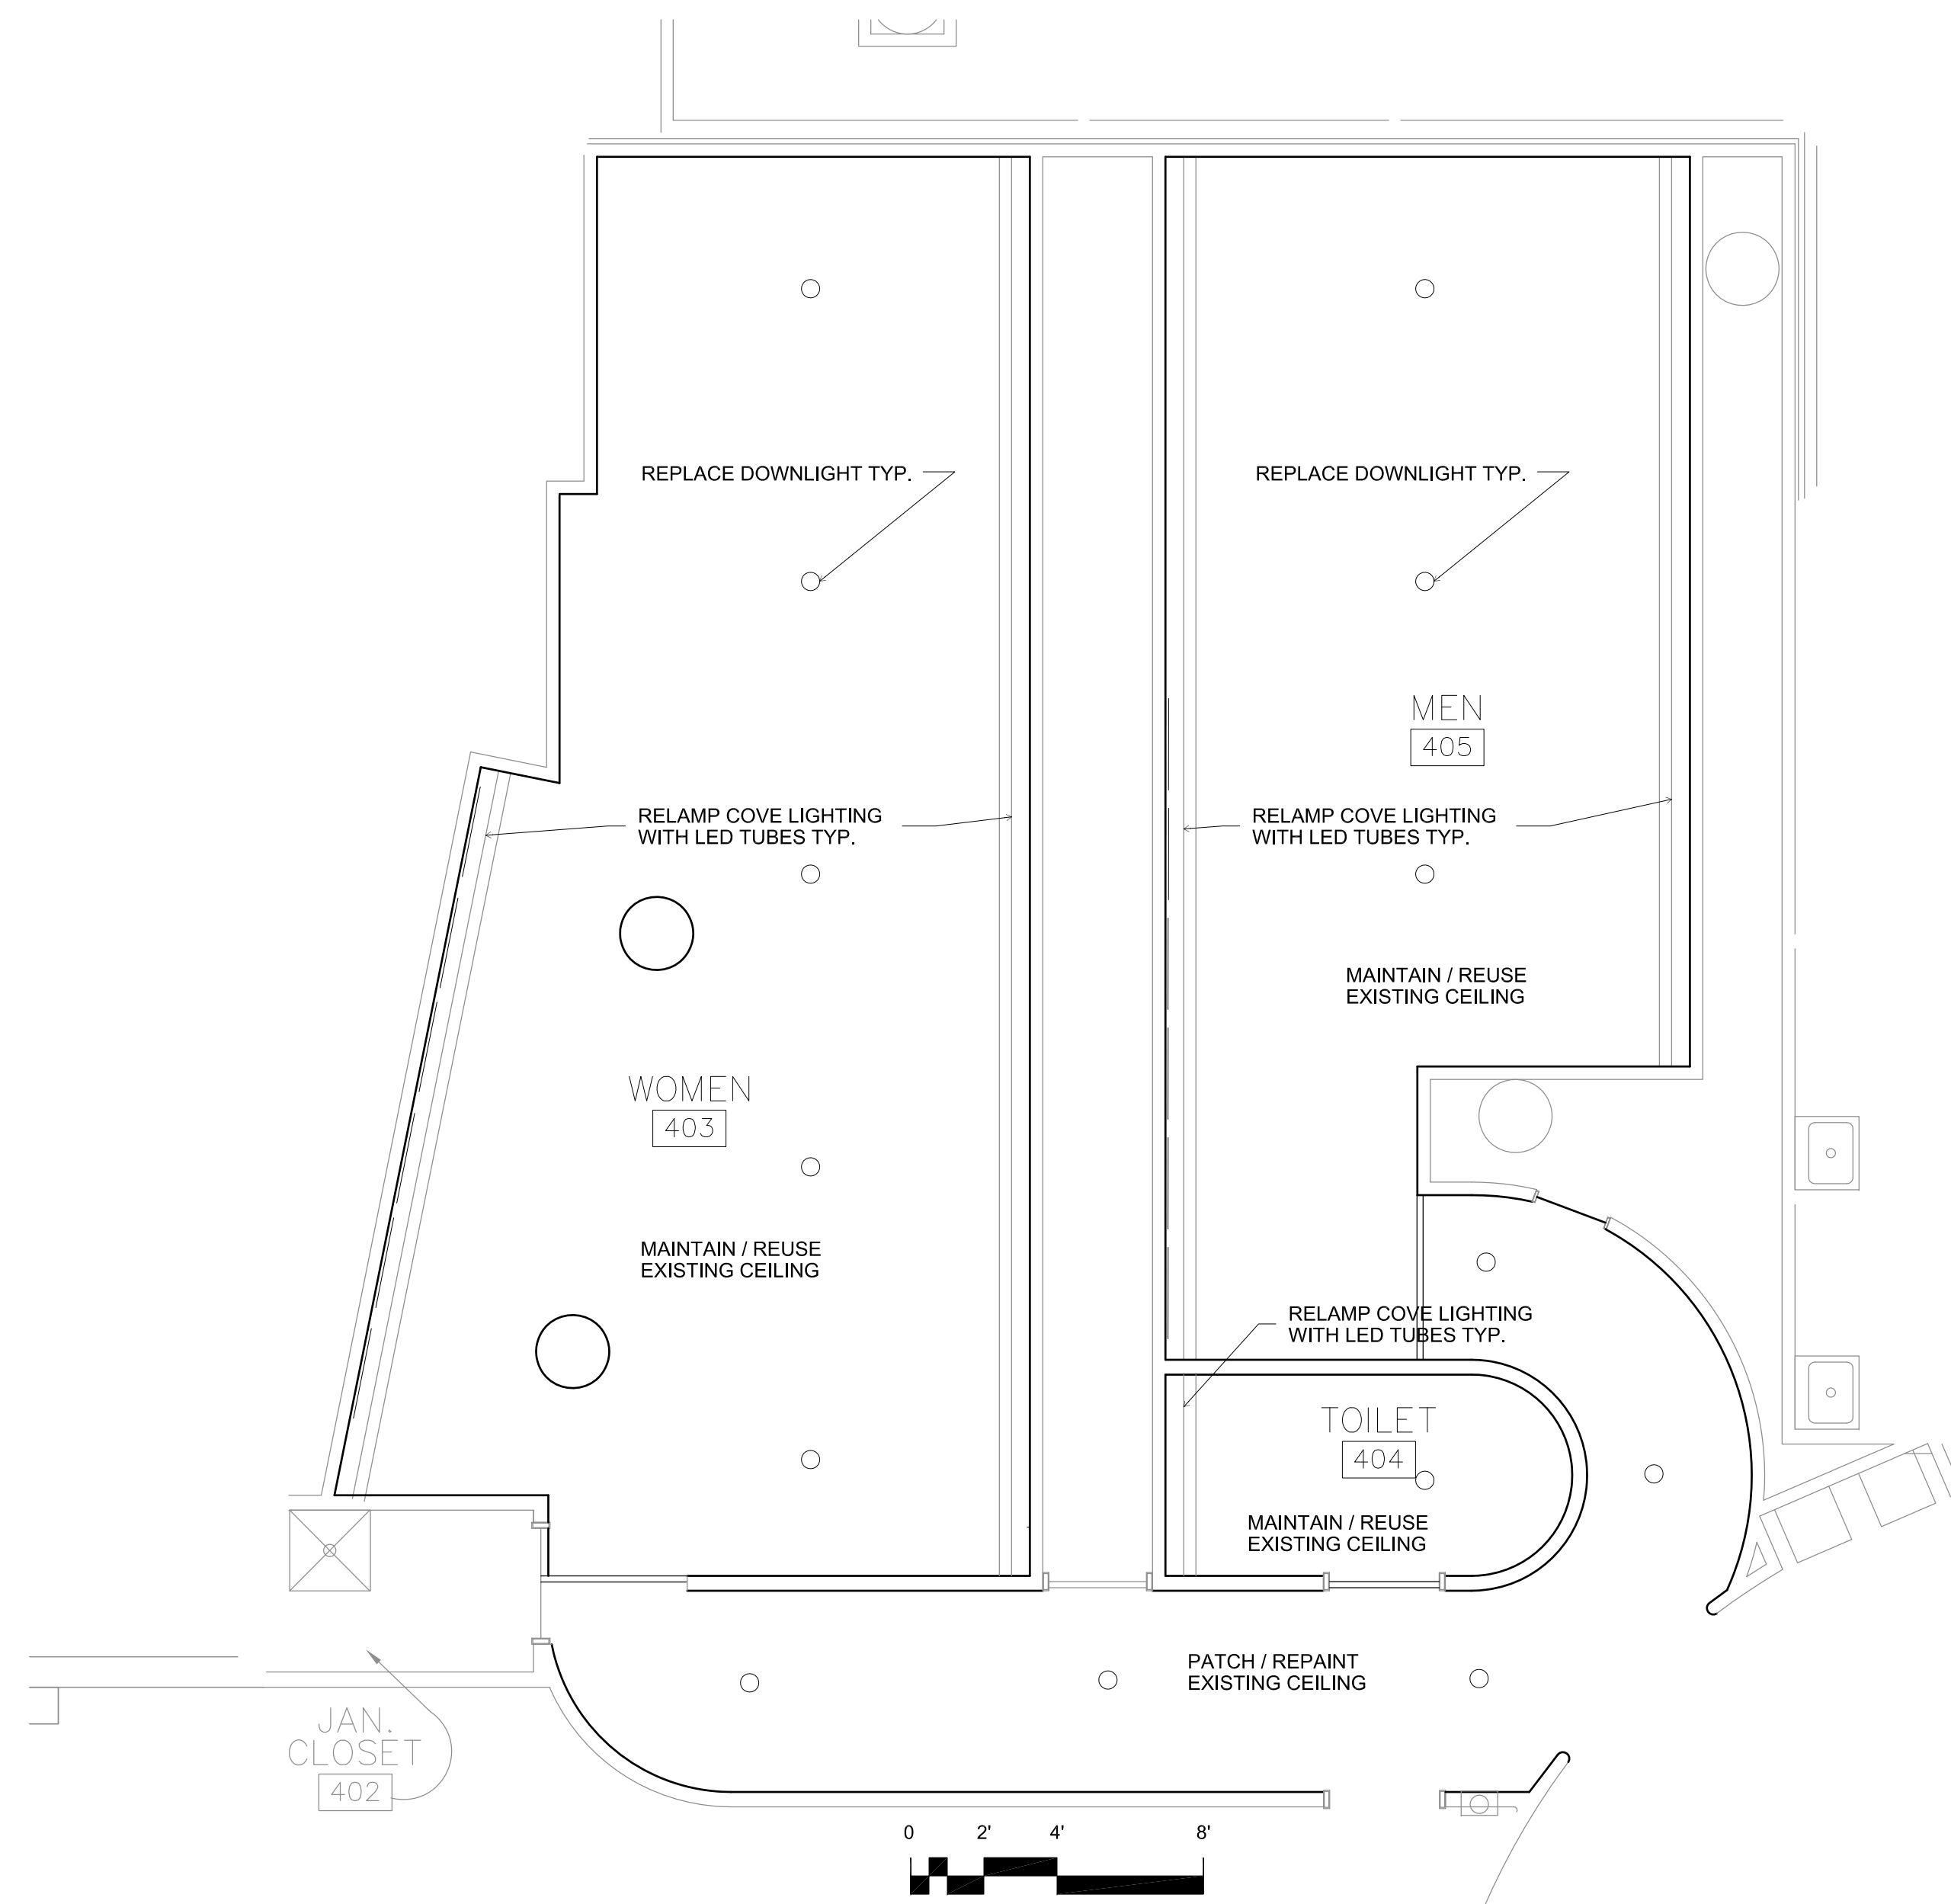 REPLACE DOWNLIGHT TYP.
REPLACE DOWNLIGHT TYP.
MEN
405
RELAMP COVE LIGHTING
WITH LED TUBES TYP.
RELAMP COVE LIGHTING
WITH LED TUBES TYP.
MAINTAIN / REUSE
EXISTING CEILING
WOMEN
403
MAINTAIN / REUSE
EXISTING CEILING
RELAMP COVE LIGHTING
WITH LED TUBES TYP.
TOILET
404
MAINTAIN / REUSE
EXISTING CEILING
PATCH / REPAINT
EXISTING CEILING
JAN.
CLOSET
402
0 2' 4' 8'